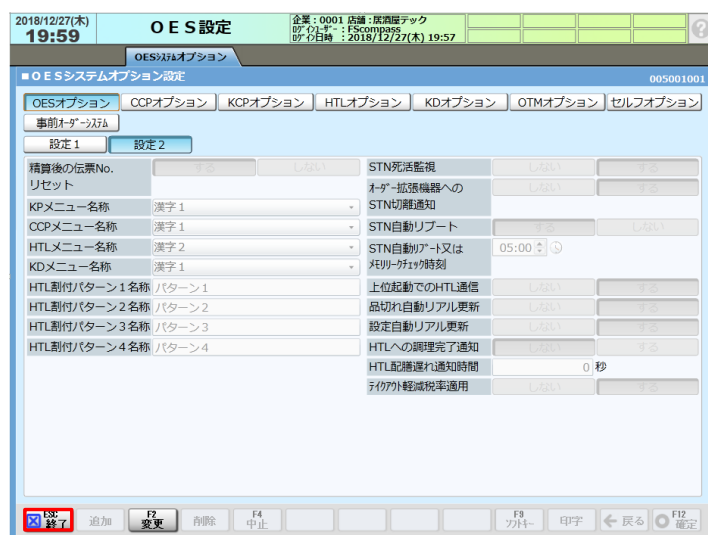 2018/12/27(木)
19:59
OES設定
企業：0001 店舗：居酒屋テック
ﾛｸﾞｲﾝﾕｰｻﾞｰ：FScompass
ﾛｸﾞｲﾝ日時 ：2018/12/27(木) 19:57
OESｼｽﾃﾑオプション
■OESシステムオプション設定
005001001
OESオプション CCPオプション KCPオプション HTLオプション KDオプション OTMオプション セルフオプション
事前ｵｰﾀﾞｰｼｽﾃﾑ
設定1 設定2
精算後の伝票No.
リセット
する しない
KPメニュー名称 漢字1
CCPメニュー名称 漢字1
HTLメニュー名称 漢字2
KDメニュー名称 漢字1
HTL割付パターン1名称 パターン1
HTL割付パターン2名称 パターン2
HTL割付パターン3名称 パターン3
HTL割付パターン4名称 パターン4
STN死活監視 しない する
ｵｰﾀﾞｰ拡張機器への
STN切離通知
しない する
STN自動リブート する しない
STN自動ﾘﾌﾞｰﾄ又は
ﾒﾓﾘﾘｰｸﾁｪｯｸ時刻
05:00
上位起動でのHTL通信 しない する
品切れ自動リアル更新 しない する
設定自動リアル更新 しない する
HTLへの調理完了通知 しない する
HTL配膳遅れ通知時間 0 秒
ﾃｲｸｱｳﾄ軽減税率適用 しない する
ESC
終了
追加
F2
変更
削除
F4
中止
F9
ｿﾌﾄｷｰ
印字
戻る
F12
確定